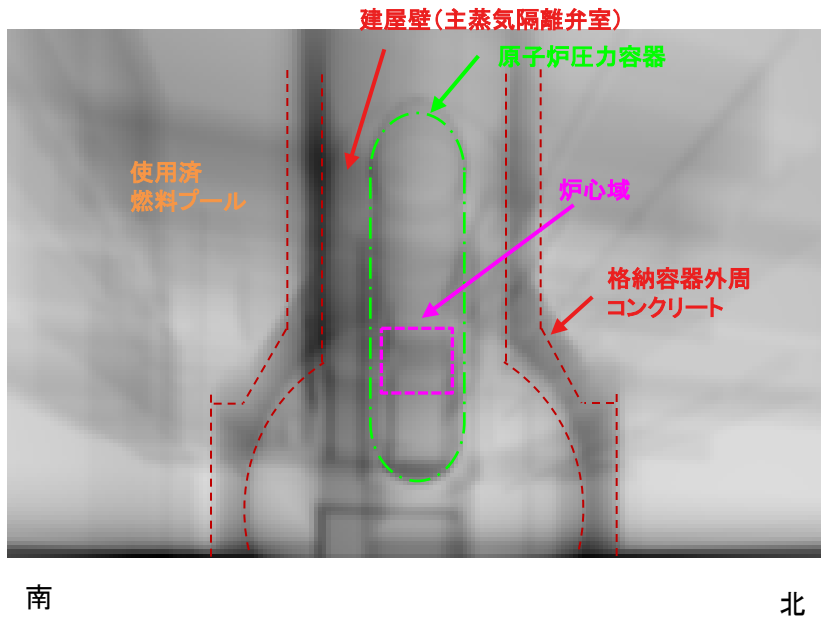 建屋壁(主蒸気隔離弁室)
原子炉圧力容器
使用済
燃料プール
炉心域
格納容器外周
コンクリート
南
北